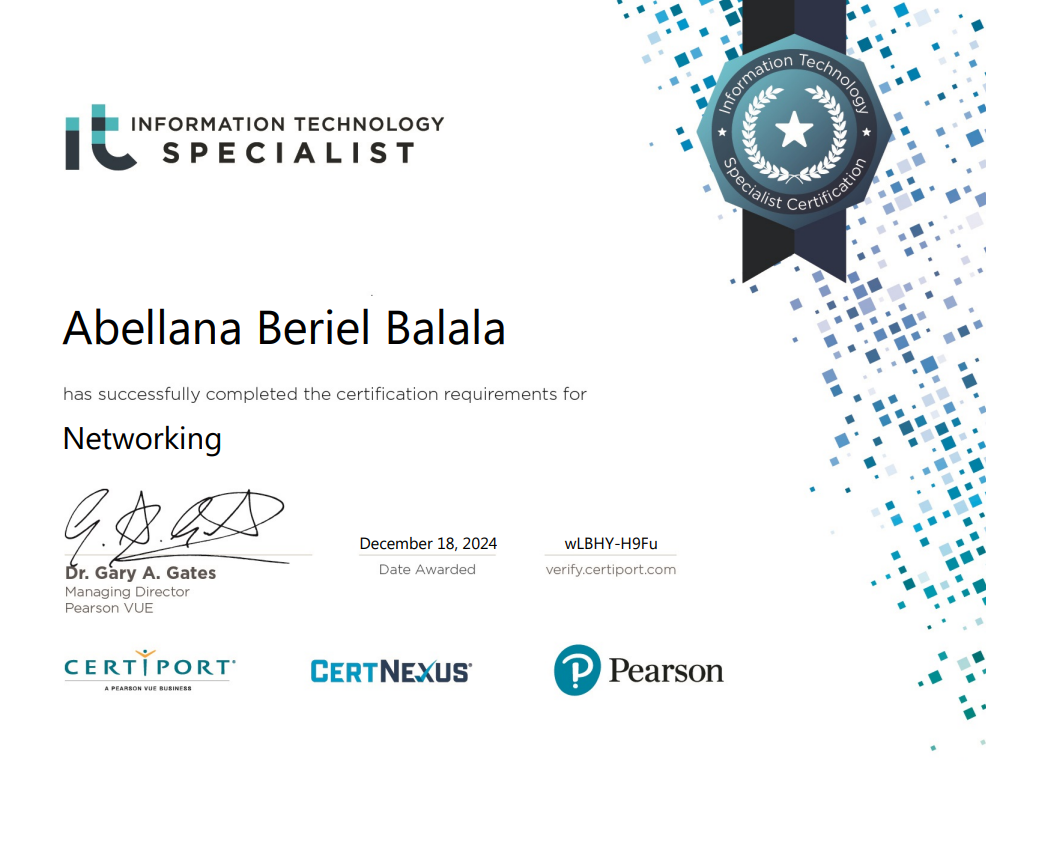 Information Technology
Specialist Certification
it INFORMATION TECHNOLOGY
SPECIALIST
Abellana Beriel Balala
has successfully completed the certification requirements for
Networking
December 18, 2024
wLBHY-H9Fu
Dr. Gary A. Gates
Date Awarded
verify.certiport.com
Managing Director
Pearson VUE
CERTIPORT
A PEARSON VUE BUSINESS
CERTNEXUS
P Pearson